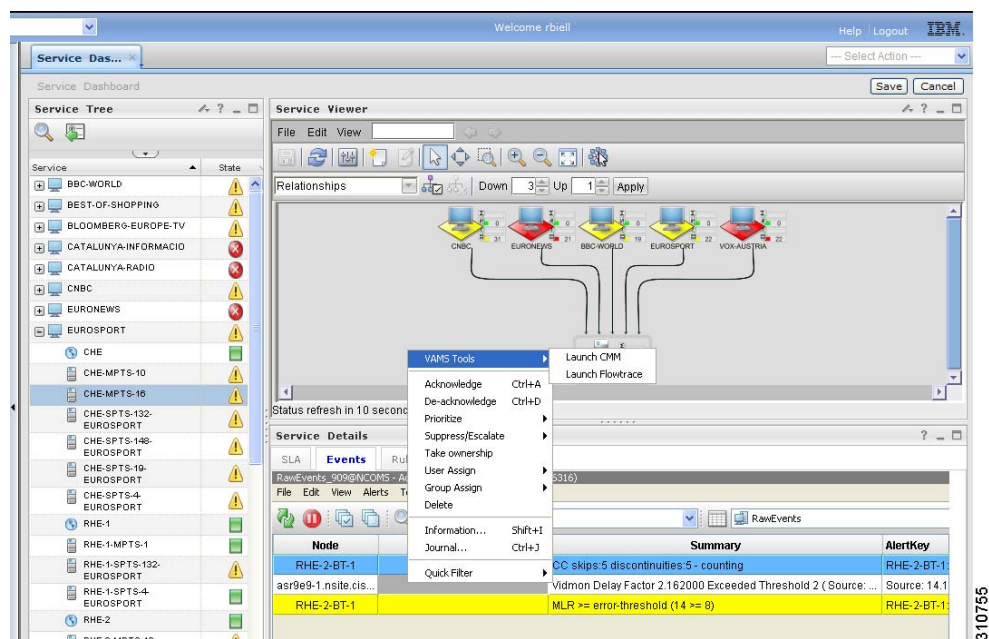 Welcome rbiell
Help Logout IBM.
Service Das... ×
--- Select Action ---
Service Dashboard
Save Cancel
Service Tree ? Service Viewer ?
File Edit View
Service State
Relationships Down 3 Up 1 Apply
BBC-WORLD
BEST-OF-SHOPPING
BLOOMBERG-EUROPE-TV
CATALUNYA-INFORMACIO
CATALUNYA-RADIO
CNBC
EURONEWS
EUROSPORT
CHE
CHE-MPTS-10
CHE-MPTS-16
CHE-SPTS-132-
EUROSPORT
CHE-SPTS-148-
EUROSPORT
CHE-SPTS-19-
EUROSPORT
CHE-SPTS-4-
EUROSPORT
RHE-1
RHE-1-MPTS-1
RHE-1-SPTS-132-
EUROSPORT
RHE-1-SPTS-4-
EUROSPORT
RHE-2
CNBC 31 EURONEWS 21 BBC-WORLD 19 EUROSPORT 22 VOX-AUSTRIA 22
VAMS Tools
Launch CMM
Launch Flowtrace
Acknowledge Ctrl+A
De-acknowledge Ctrl+D
Prioritize
Suppress/Escalate
Take ownership
User Assign
Group Assign
Delete
Information... Shift+I
Journal... Ctrl+J
Quick Filter
Status refresh in 10
Service Details ?
SLA Events
File Edit View Alerts
RawEvents
Node Summary AlertKey
RHE-2-BT-1 CC skips:5 discontinuities:5 - counting RHE-2-BT-1:
asr9e9-1.nsite.cis... Vidmon Delay Factor 2.162000 Exceeded Threshold 2 ( Source: ... Source: 14.1
RHE-2-BT-1 MLR >= error-threshold (14 >= 8) RHE-2-BT-1:
310755